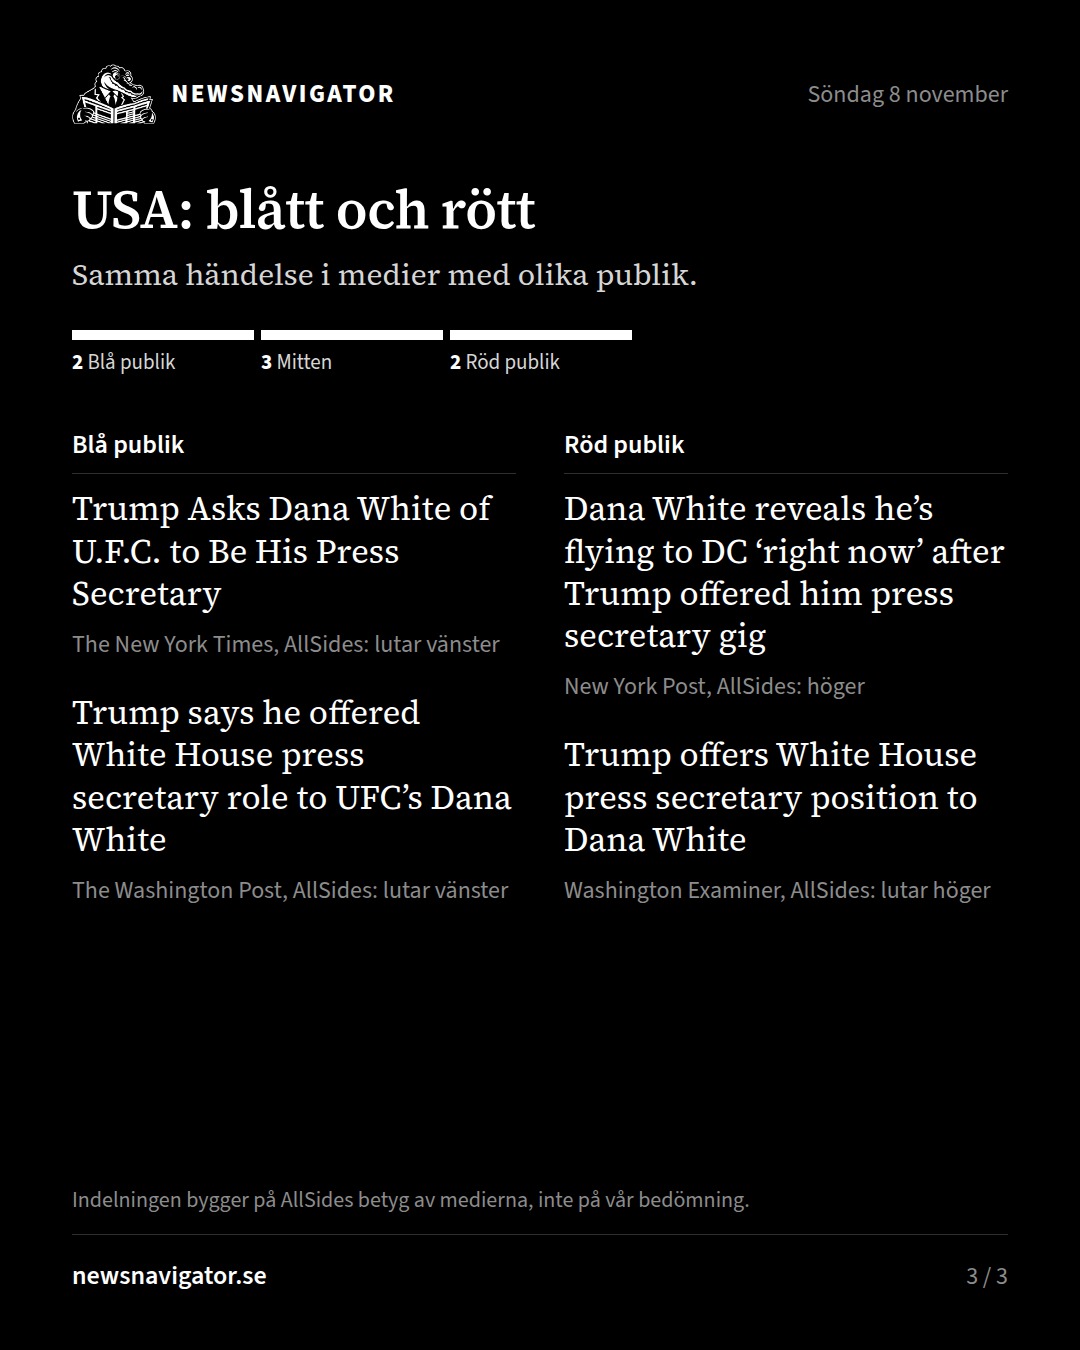 NEWSNAVIGATOR
Söndag 8 november
USA: blått och rött
Samma händelse i medier med olika publik.
2 Blå publik
3 Mitten
2 Röd publik
Blå publik
Trump Asks Dana White of
U.F.C. to Be His Press
Secretary
The New York Times, AllSides: lutar vänster
Trump says he offered
White House press
secretary role to UFC’s Dana
White
The Washington Post, AllSides: lutar vänster
Röd publik
Dana White reveals he’s
flying to DC ‘right now’ after
Trump offered him press
secretary gig
New York Post, AllSides: höger
Trump offers White House
press secretary position to
Dana White
Washington Examiner, AllSides: lutar höger
Indelningen bygger på AllSides betyg av medierna, inte på vår bedömning.
newsnavigator.se
3 / 3